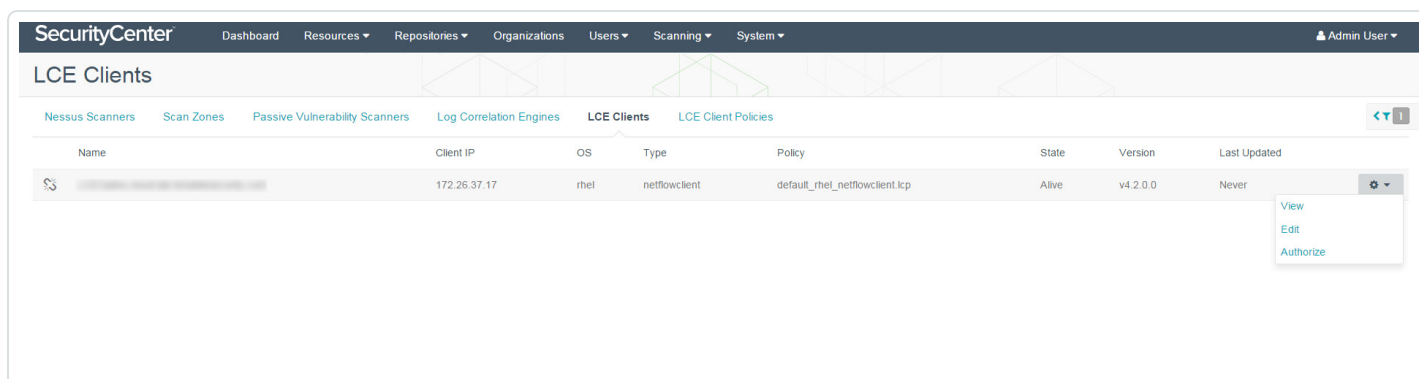 SecurityCenter Dashboard Resources Repositories Organizations Users Scanning System Admin User
LCE Clients
Nessus Scanners Scan Zones Passive Vulnerability Scanners Log Correlation Engines LCE Clients LCE Client Policies 1
Name Client IP OS Type Policy State Version Last Updated
172.26.37.17 rhel netflowclient default_rhel_netflowclient.lcp Alive v4.2.0.0 Never
View
Edit
Authorize